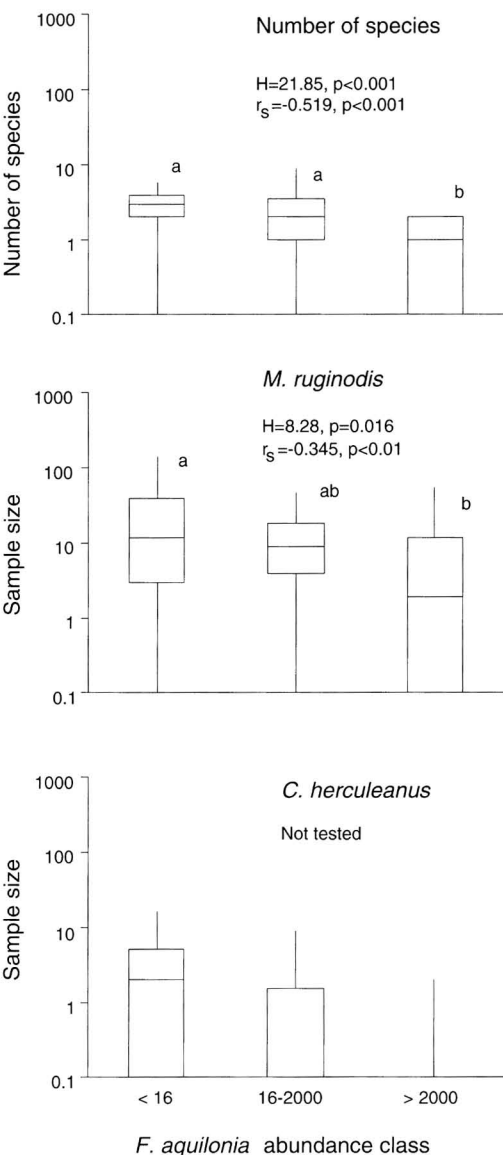 Number of species
H=21.85, p<0.001
rs=-0.519, p<0.001
Number of species
1000
100
10
1
0.1
a
a
b
M. ruginodis
H=8.28, p=0.016
rs=-0.345, p<0.01
Sample size
1000
100
10
1
0.1
a
ab
b
C. herculeanus
Not tested
Sample size
1000
100
10
1
0.1
< 16
16-2000
> 2000
F. aquilonia abundance class